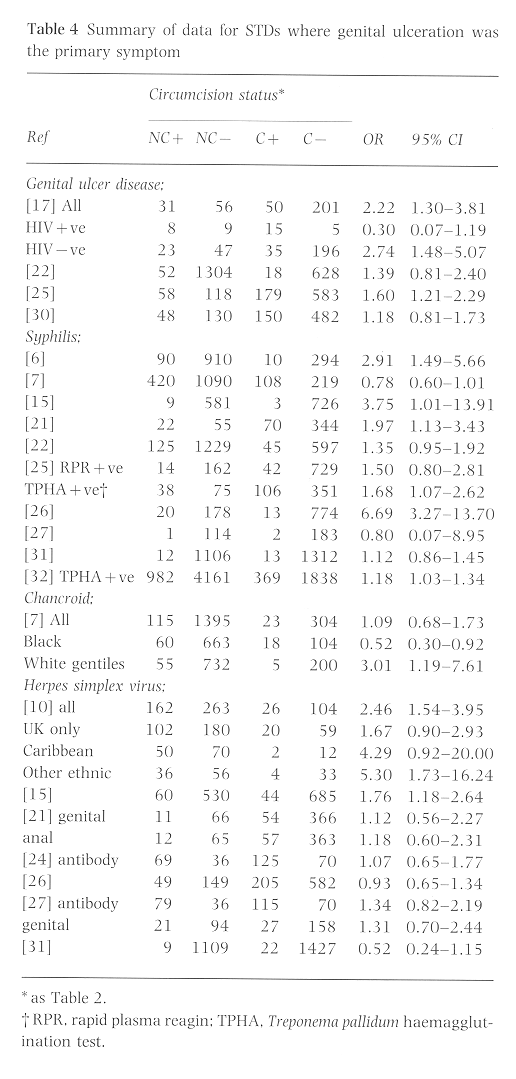 Table 4 Summary of data for STDs where genital ulceration was
the primary symptom
Circumcision status*
Ref NC+ NC− C+ C− OR 95% CI
Genital ulcer disease:
[17] All 31 56 50 201 2.22 1.30–3.81
HIV+ve 8 9 15 5 0.30 0.07–1.19
HIV−ve 23 47 35 196 2.74 1.48–5.07
[22] 52 1304 18 628 1.39 0.81–2.40
[25] 58 118 179 583 1.60 1.21–2.29
[30] 48 130 150 482 1.18 0.81–1.73
Syphilis:
[6] 90 910 10 294 2.91 1.49–5.66
[7] 420 1090 108 219 0.78 0.60–1.01
[15] 9 581 3 726 3.75 1.01–13.91
[21] 22 55 70 344 1.97 1.13–3.43
[22] 125 1229 45 597 1.35 0.95–1.92
[25] RPR+ve 14 162 42 729 1.50 0.80–2.81
TPHA+ve† 38 75 106 351 1.68 1.07–2.62
[26] 20 178 13 774 6.69 3.27–13.70
[27] 1 114 2 183 0.80 0.07–8.95
[31] 12 1106 13 1312 1.12 0.86–1.45
[32] TPHA+ve 982 4161 369 1838 1.18 1.03–1.34
Chancroid:
[7] All 115 1395 23 304 1.09 0.68–1.73
Black 60 663 18 104 0.52 0.30–0.92
White gentiles 55 732 5 200 3.01 1.19–7.61
Herpes simplex virus:
[10] all 162 263 26 104 2.46 1.54–3.95
UK only 102 180 20 59 1.67 0.90–2.93
Caribbean 50 70 2 12 4.29 0.92–20.00
Other ethnic 36 56 4 33 5.30 1.73–16.24
[15] 60 530 44 685 1.76 1.18–2.64
[21] genital 11 66 54 366 1.12 0.56–2.27
anal 12 65 57 363 1.18 0.60–2.31
[24] antibody 69 36 125 70 1.07 0.65–1.77
[26] 49 149 205 582 0.93 0.65–1.34
[27] antibody 79 36 115 70 1.34 0.82–2.19
genital 21 94 27 158 1.31 0.70–2.44
[31] 9 1109 22 1427 0.52 0.24–1.15
*as Table 2.
† RPR, rapid plasma reagin; TPHA, Treponema pallidum haemagglut-
ination test.